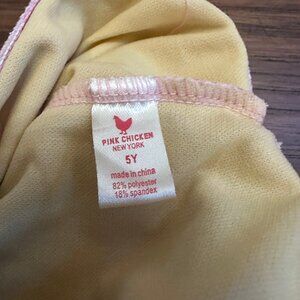 PINK CHICKEN
NEW YORK
5Y
made in china
82% polyester
18% spandex